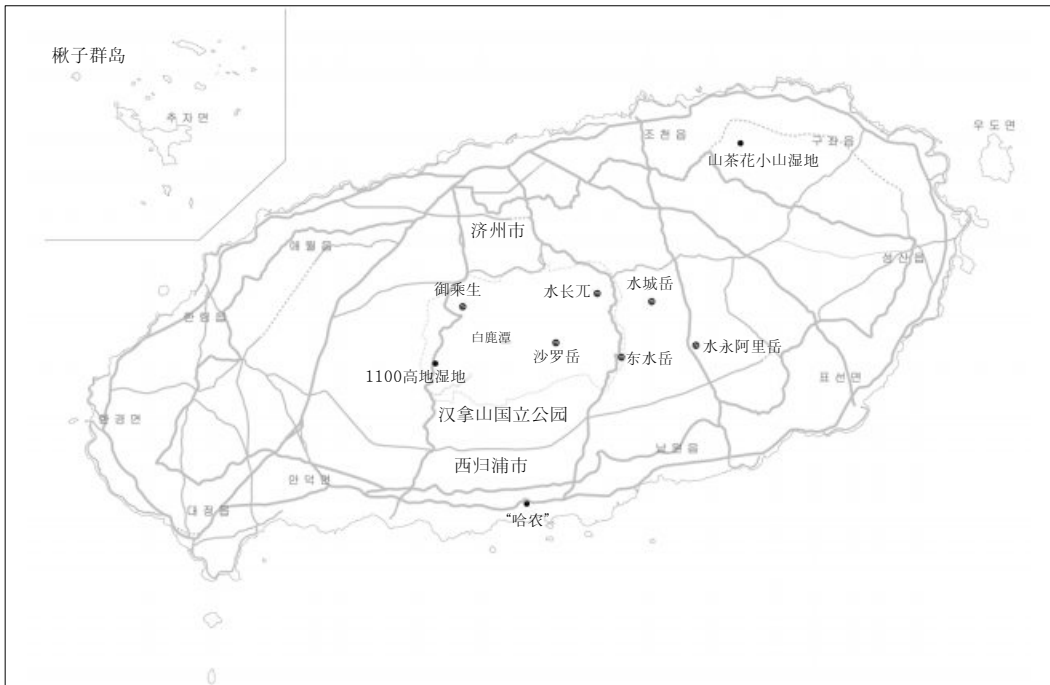 楸子群岛
추자면
우도면
조천읍
구좌읍
山茶花小山湿地
济州市
애월읍
성산읍
御乘生
水长兀
水城岳
한림읍
白鹿潭
沙罗岳
东水岳
水永阿里岳
1100高地湿地
표선면
汉拿山国立公园
한경면
남원읍
西归浦市
안덕면
대정읍
“哈农”